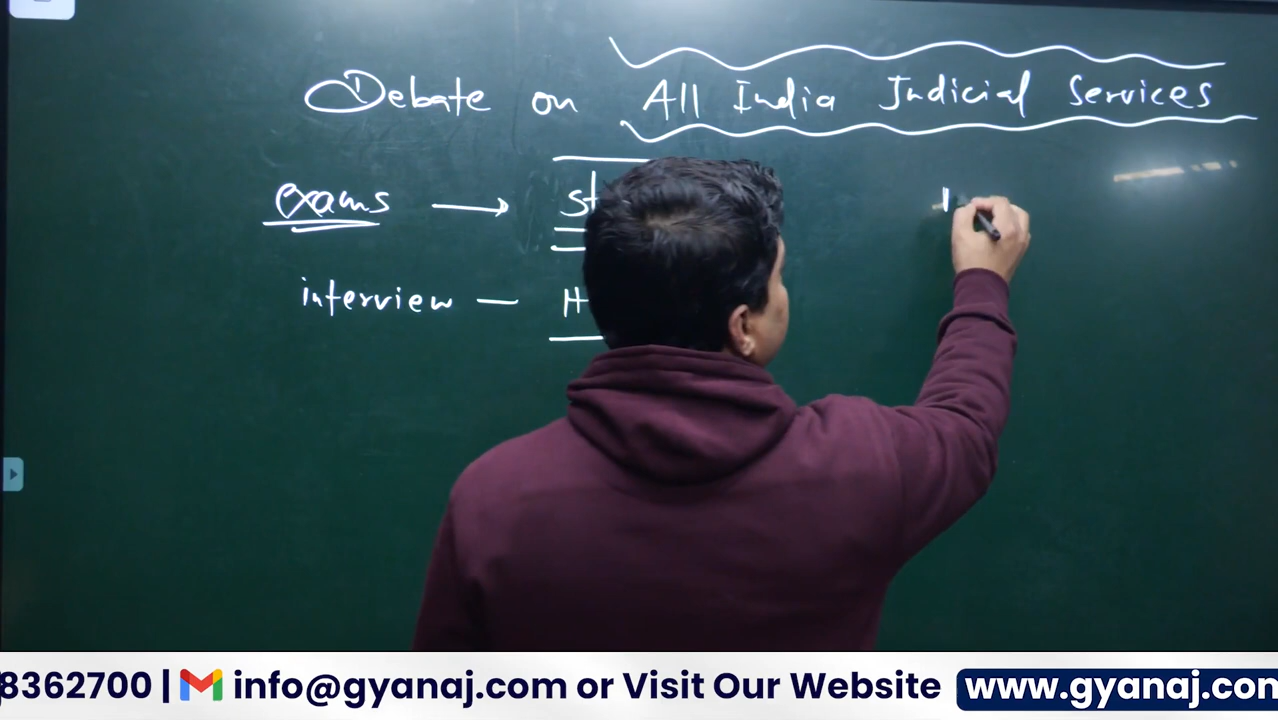 Debate on All India Judicial Services
exams → st
interview — H
8362700 | info@gyanaj.com or Visit Our Website www.gyanaj.con